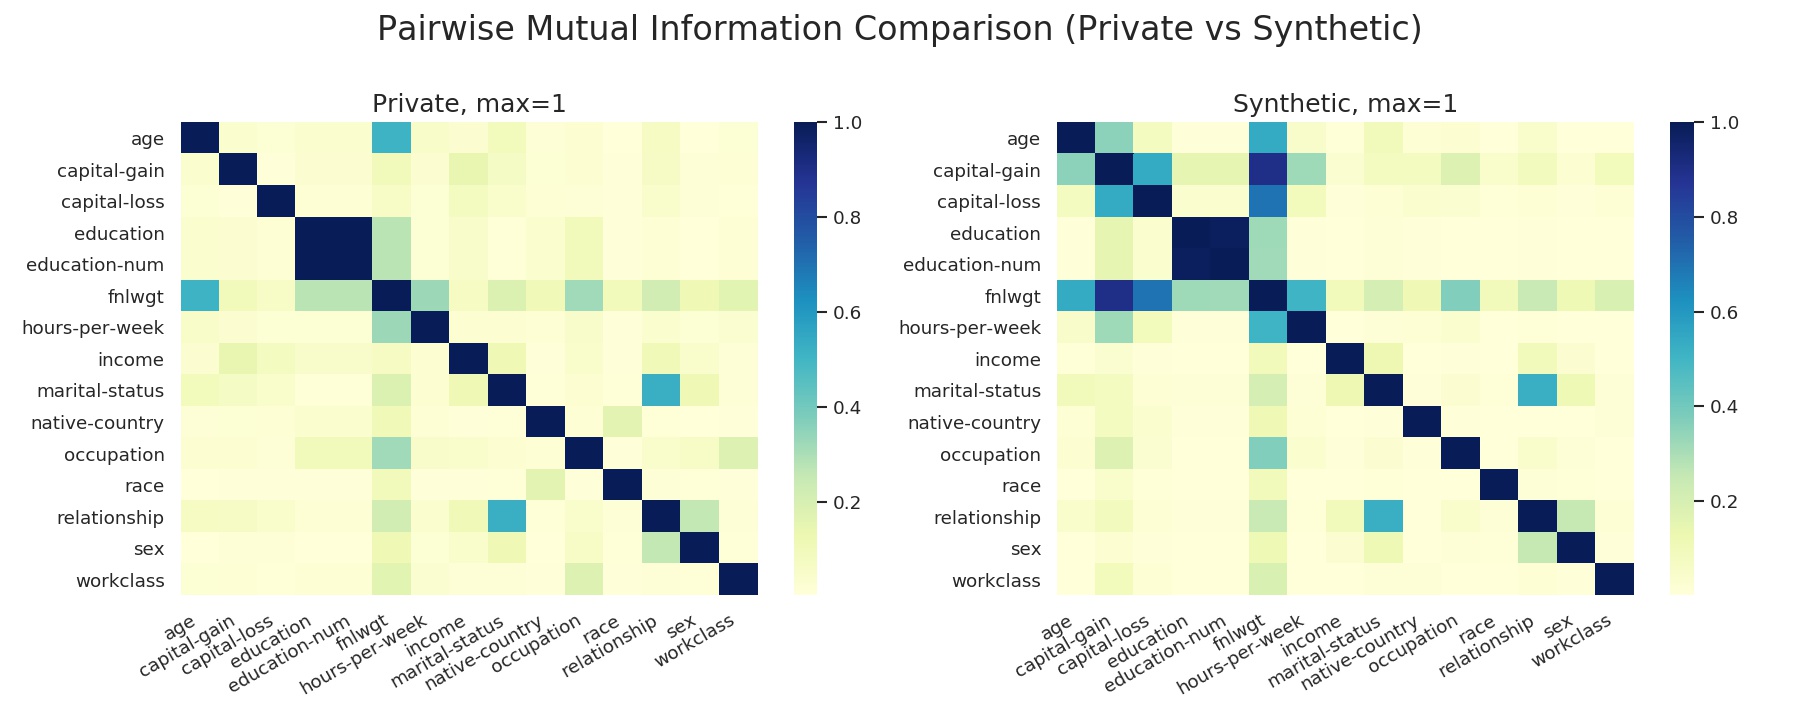 Pairwise Mutual Information Comparison (Private vs Synthetic)
Private, max=1
age
capital-gain
capital-loss
education
education-num
fnlwgt
hours-per-week
income
marital-status
native-country
occupation
race
relationship
sex
workclass
1.0
0.8
0.6
0.4
0.2
age
capital-gain
capital-loss
education
education-num
fnlwgt
hours-per-week
income
marital-status
native-country
occupation
race
relationship
sex
workclass
Synthetic, max=1
age
capital-gain
capital-loss
education
education-num
fnlwgt
hours-per-week
income
marital-status
native-country
occupation
race
relationship
sex
workclass
1.0
0.8
0.6
0.4
0.2
age
capital-gain
capital-loss
education
education-num
fnlwgt
hours-per-week
income
marital-status
native-country
occupation
race
relationship
sex
workclass